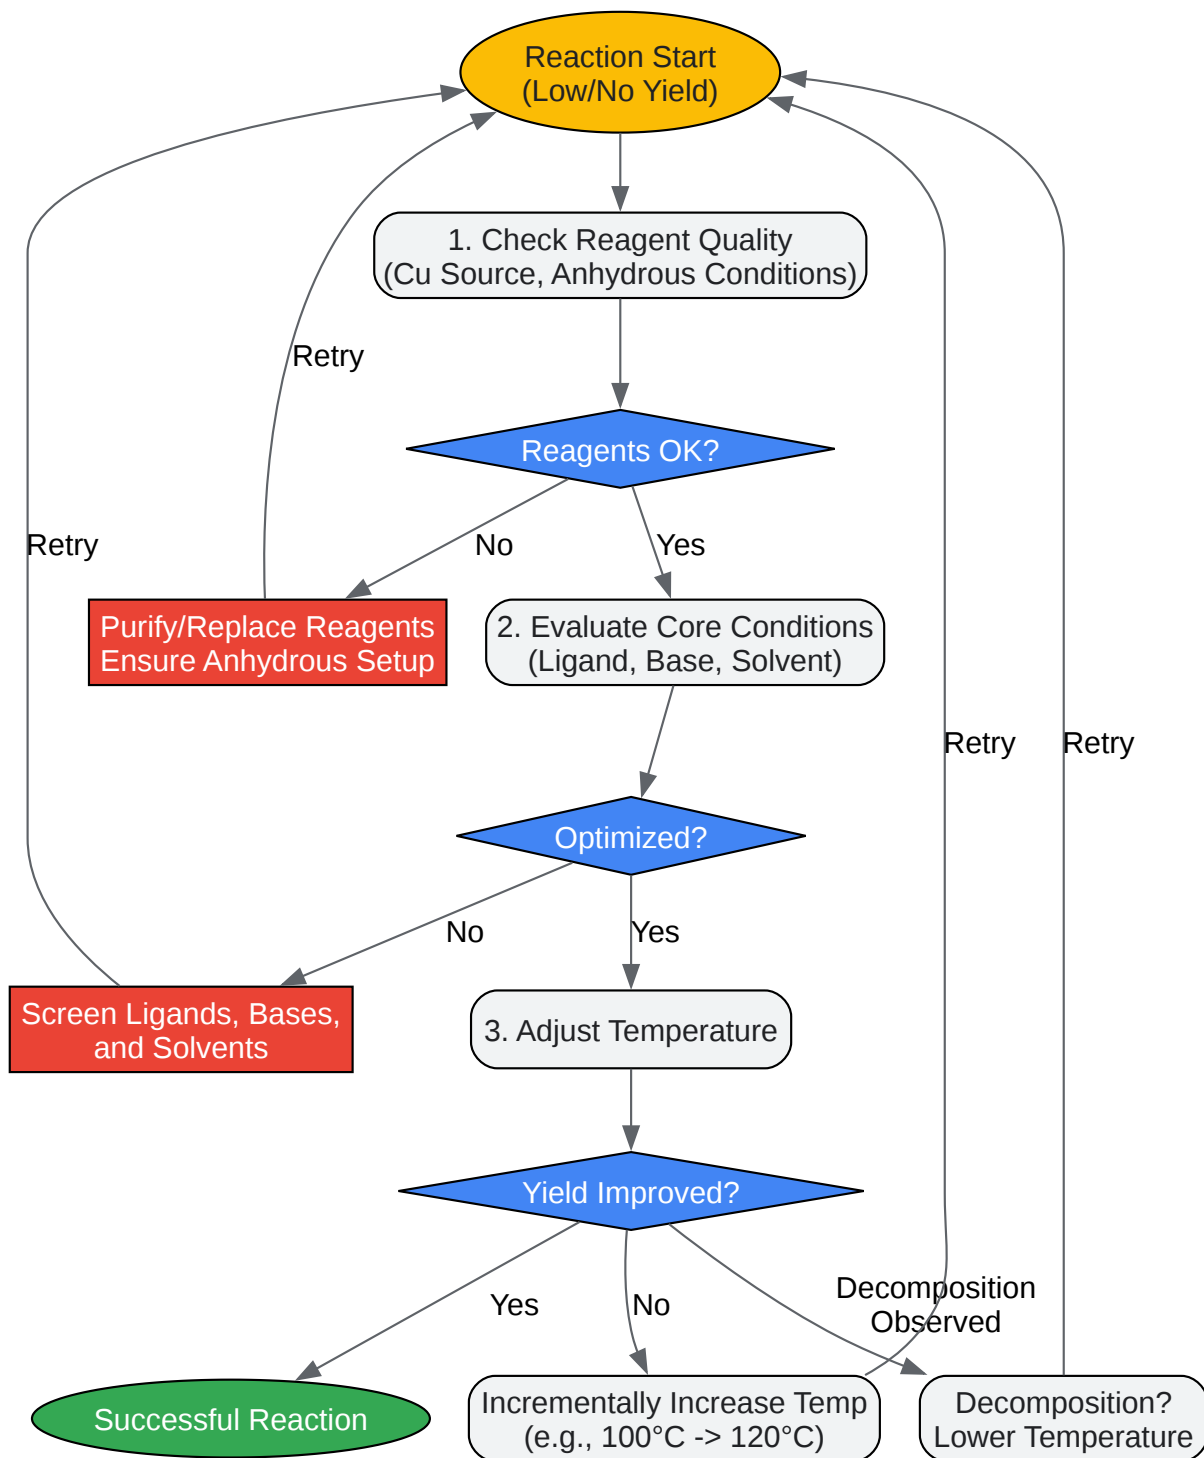 Reaction Start
(Low/No Yield)
1. Check Reagent Quality
(Cu Source, Anhydrous Conditions)
Retry
Reagents OK?
Retry
No
Yes
Purify/Replace Reagents
Ensure Anhydrous Setup
2. Evaluate Core Conditions
(Ligand, Base, Solvent)
Retry
Retry
Optimized?
No
Yes
Screen Ligands, Bases,
and Solvents
3. Adjust Temperature
Yield Improved?
Yes
No
Decomposition
Observed
Successful Reaction
Incrementally Increase Temp
(e.g., 100°C -> 120°C)
Decomposition?
Lower Temperature